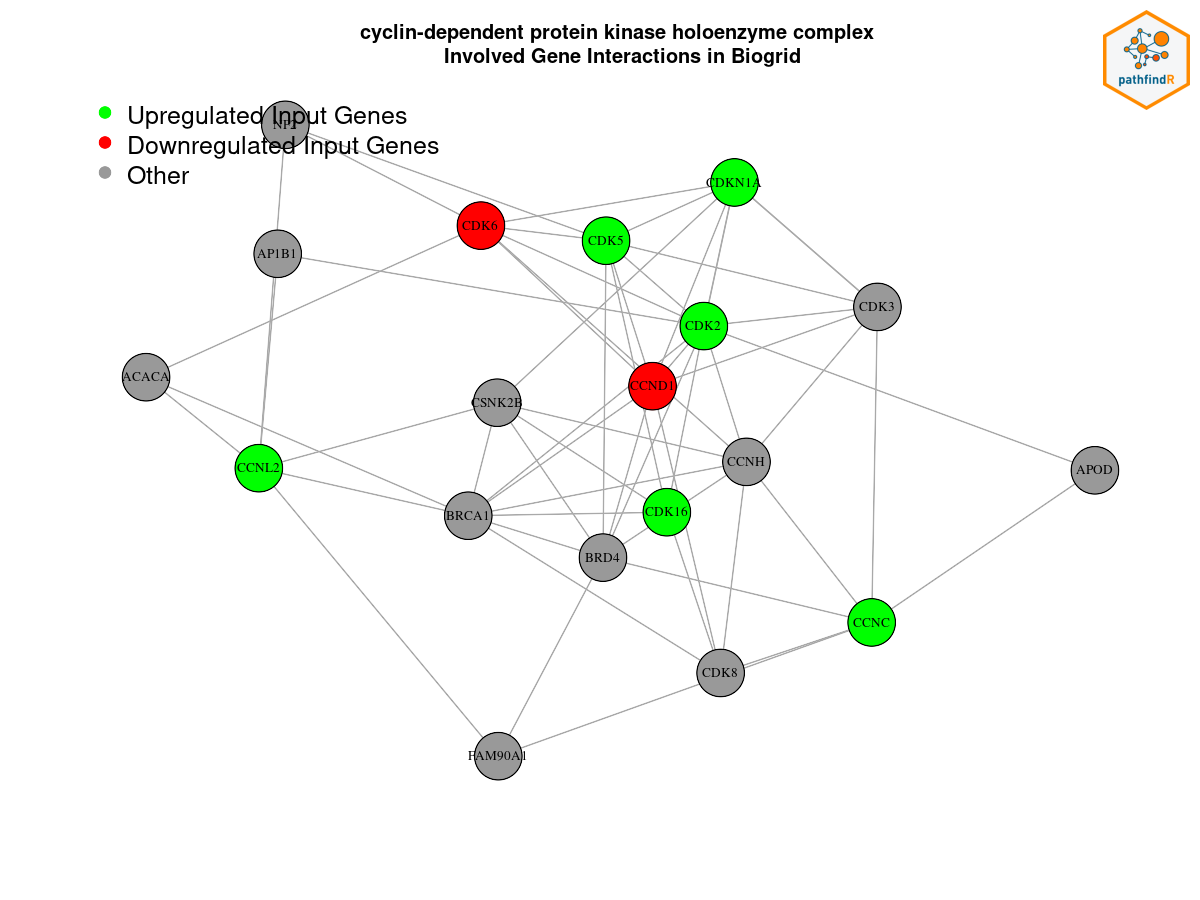 cyclin-dependent protein kinase holoenzyme complex
Involved Gene Interactions in Biogrid
pathfindR
Upregulated Input Genes
Downregulated Input Genes
Other
CDKN1A
CDK6
CDK5
AP1B1
CDK3
CDK2
ACACA
CCND1
CSNK2B
CCNH
CCNL2
APOD
CDK16
BRCA1
BRD4
CCNC
CDK8
FAM90A1